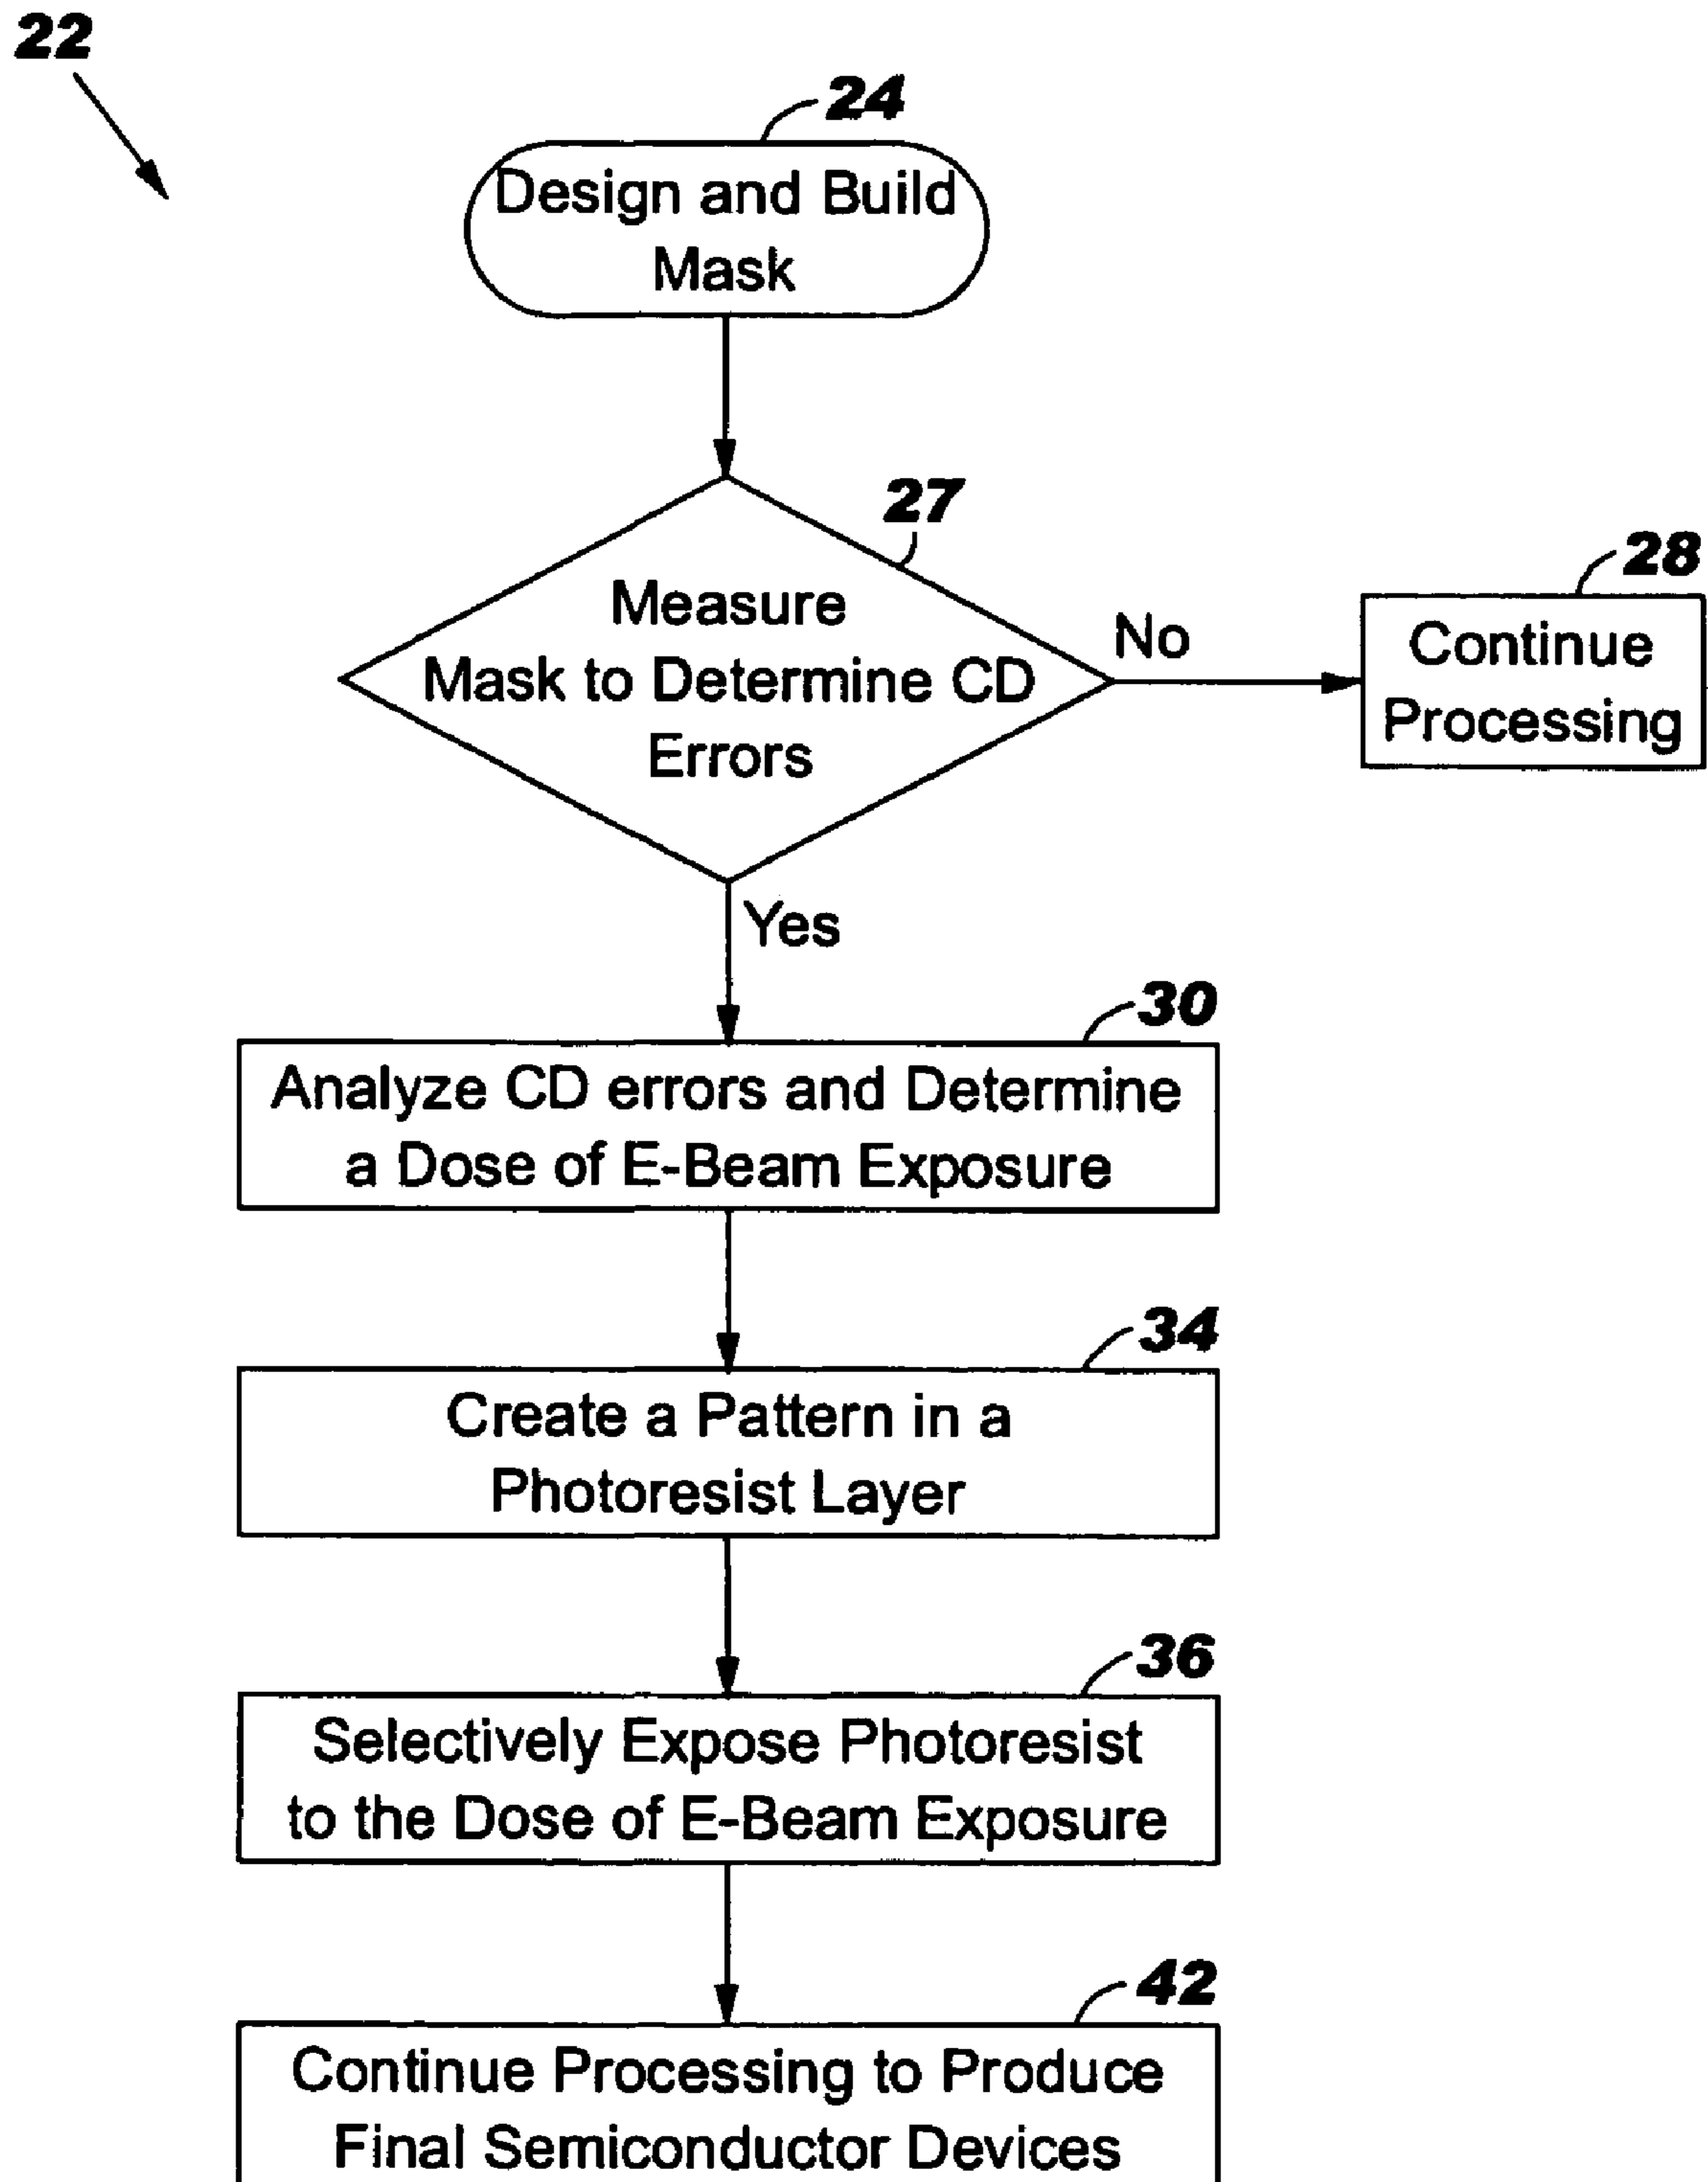 22
24
Design and Build
Mask
27
Measure
Mask to Determine CD
Errors
No
28
Continue
Processing
Yes
30
Analyze CD errors and Determine
a Dose of E-Beam Exposure
34
Create a Pattern in a
Photoresist Layer
36
Selectively Expose Photoresist
to the Dose of E-Beam Exposure
42
Continue Processing to Produce
Final Semiconductor Devices